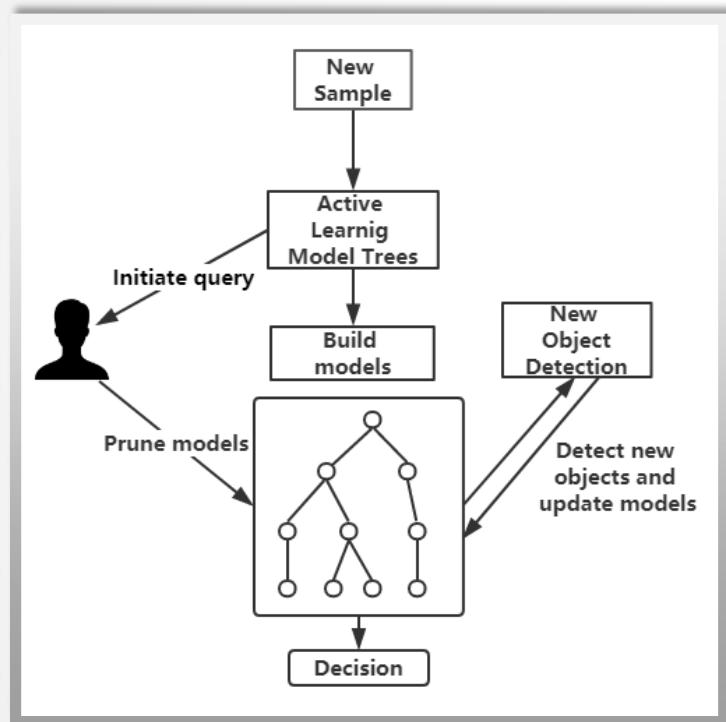 New
Sample
Active
Learnig
Model Trees
Initiate query
Build
models
New
Object
Detection
Prune models
Detect new
objects and
update models
Decision